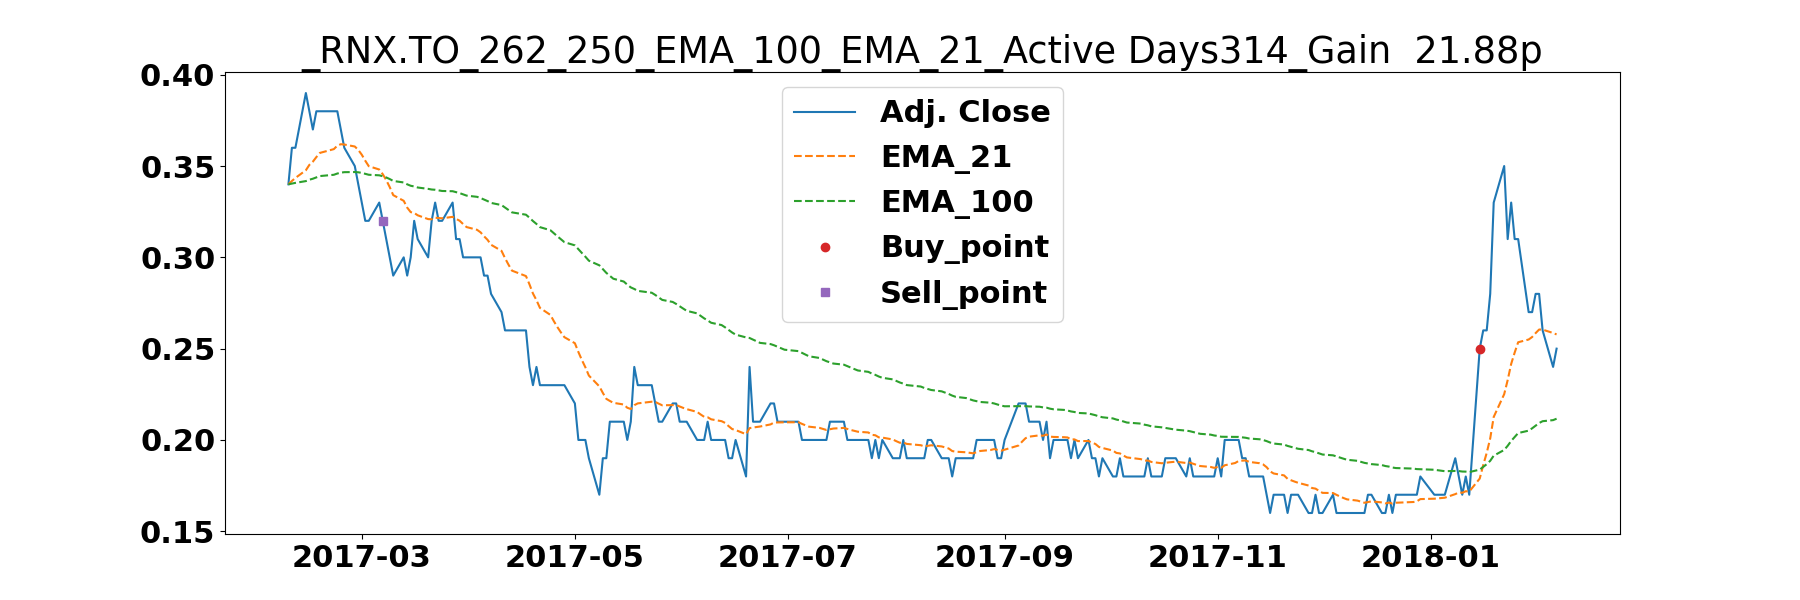 _RNX.TO_262_250_EMA_100_EMA_21_Active Days314_Gain  21.88p
0.40
0.35
0.30
0.25
0.20
0.15
Adj. Close
EMA_21
EMA_100
Buy_point
Sell_point
2017-03 2017-05 2017-07 2017-09 2017-11 2018-01